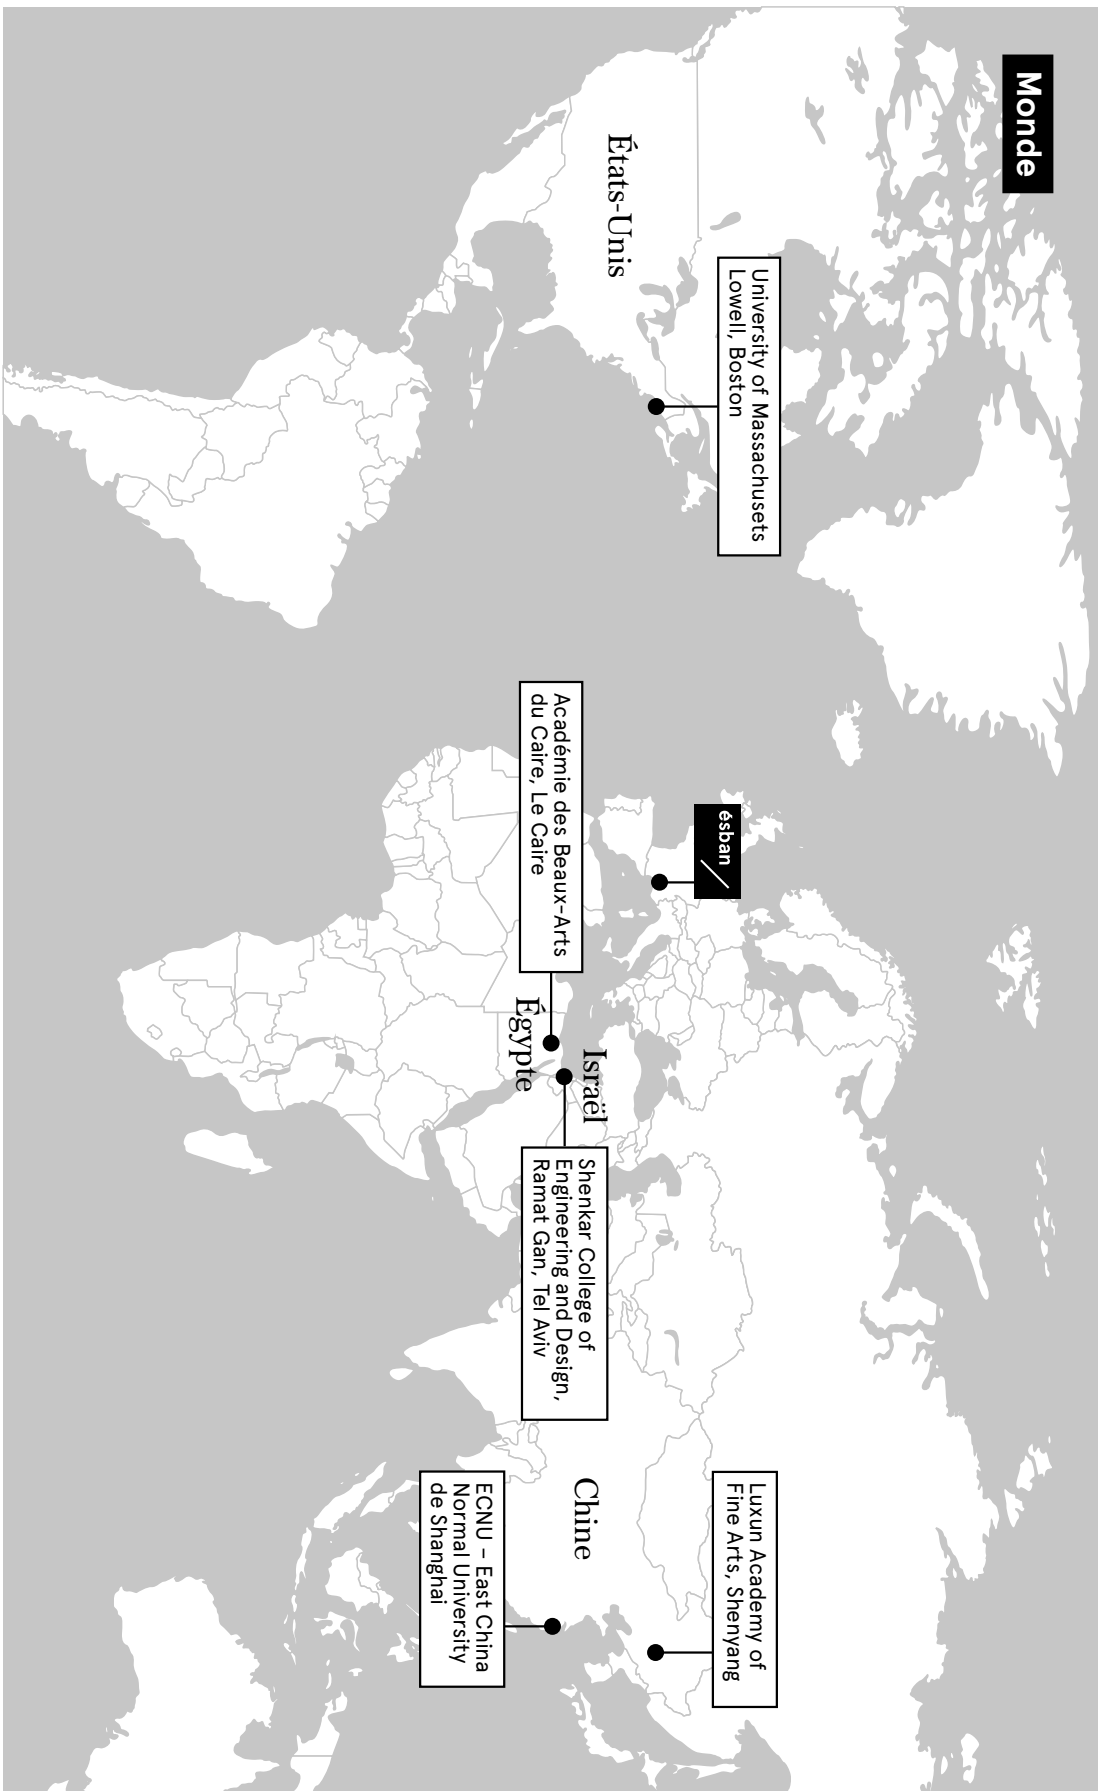 Monde
États-Unis
University of Massachusets
Lowell, Boston
ésban
Académie des Beaux-Arts
du Caire, Le Caire
Égypte
Israël
Shenkar College of
Engineering and Design,
Ramat Gan, Tel Aviv
Chine
Luxun Academy of
Fine Arts, Shenyang
ECNU – East China
Normal University
de Shanghai